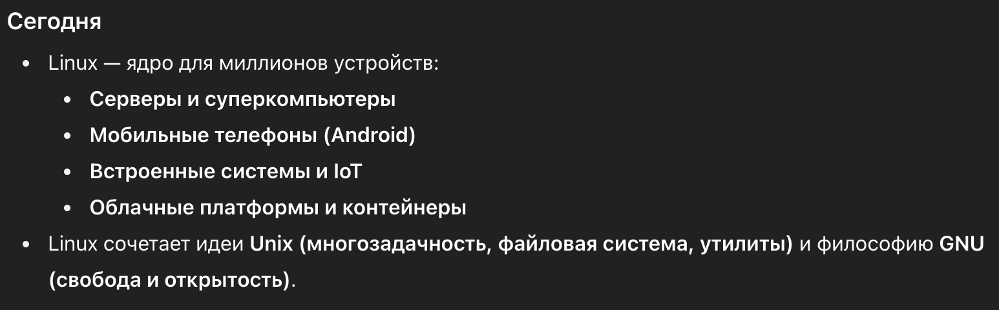 Сегодня
• Linux — ядро для миллионов устройств:
• Серверы и суперкомпьютеры
• Мобильные телефоны (Android)
• Встроенные системы и IoT
• Облачные платформы и контейнеры
• Linux сочетает идеи Unix (многозадачность, файловая система, утилиты) и философию GNU
(свобода и открытость).